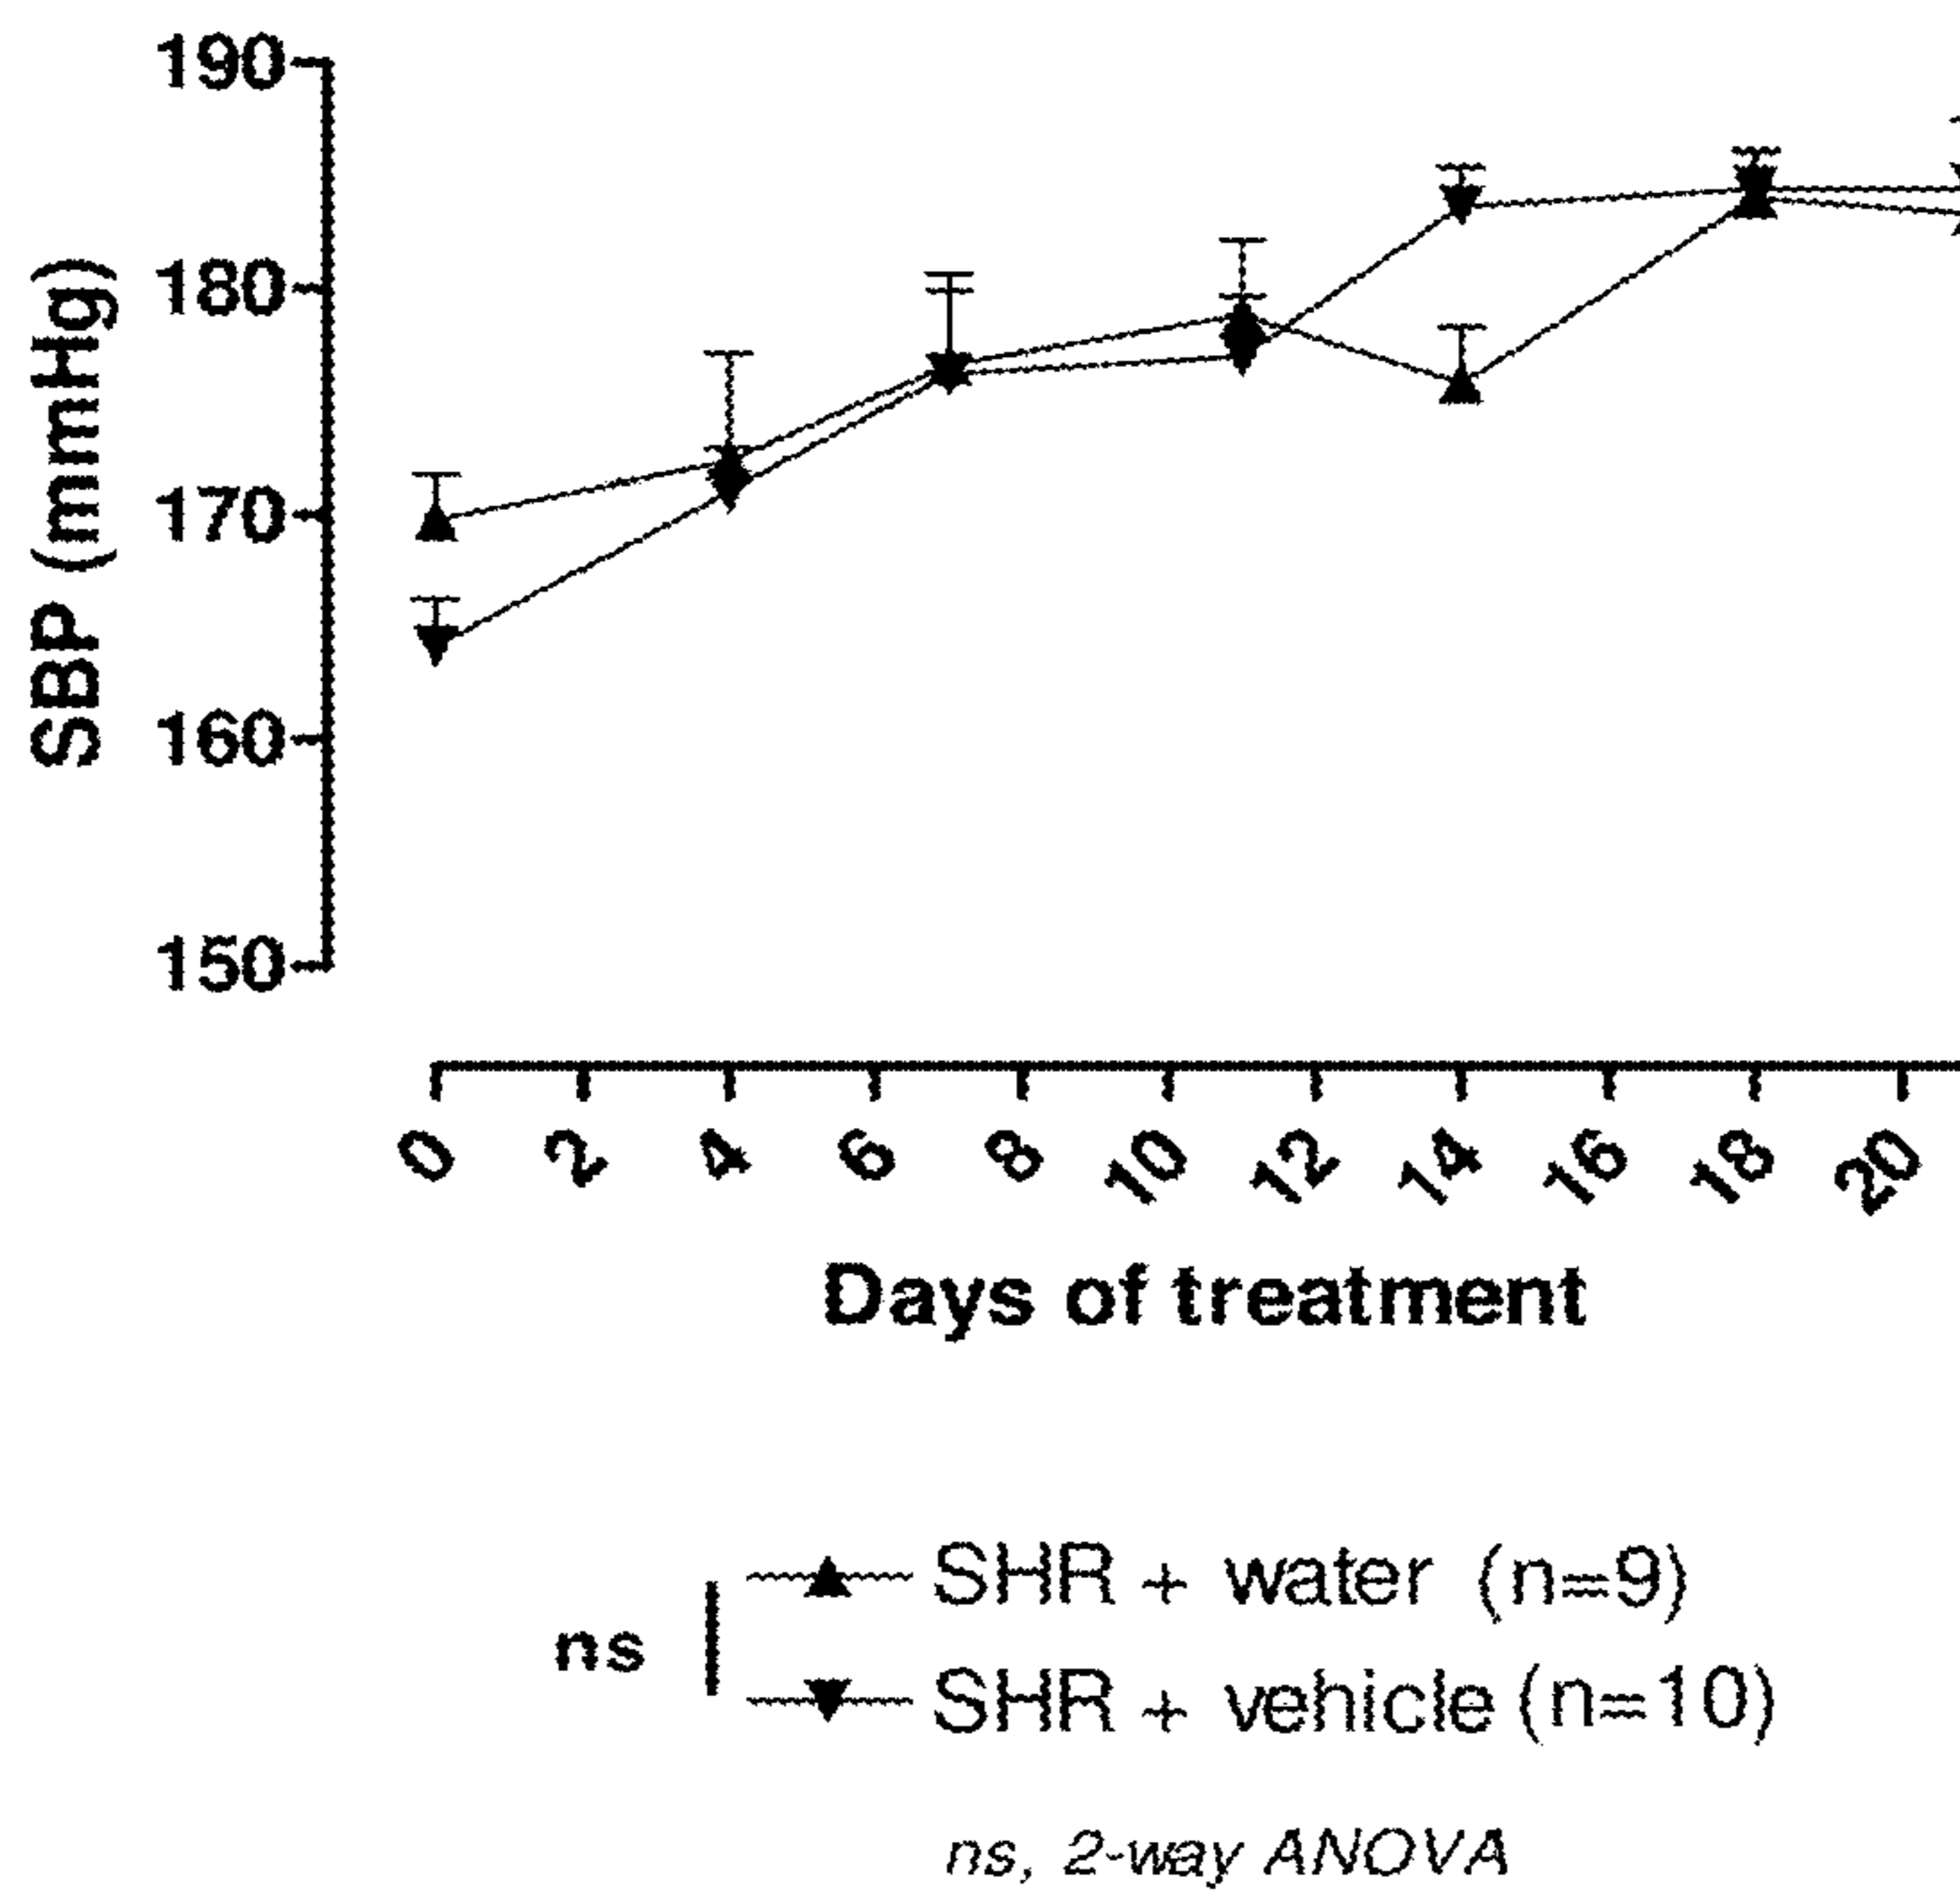 190
180
170
160
150
SBP (mmHg)
0 2 4 6 8 10 12 14 16 18 20
Days of treatment
ns
SHR + water (n=9)
SHR + vehicle (n=10)
ns, 2-way ANOVA